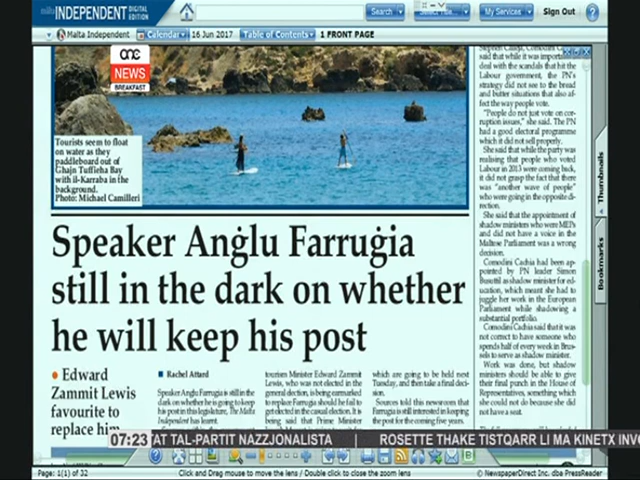 malta INDEPENDENT DIGITAL EDITION
Search
My Services
Sign Out
?
Malta Independent
Calendar
16 Jun 2017
Table of Contents
1 FRONT PAGE
one
NEWS
BREAKFAST
Tourists seem to float
on water as they
paddleboard out of
Għajn Tuffieħa Bay
with il-Karraba in the
background.
Photo: Michael Camilleri
Speaker Anġlu Farruġia
still in the dark on whether
he will keep his post
• Edward
Zammit Lewis
favourite to
replace him
Rachel Attard
Speaker Anġlu Farruġia is still in the
dark on whether he is going to keep
his post in this legislature, The Malta
Independent has learnt.
tourism Minister Edward Zammit
Lewis, who was not elected in the
general election, is being earmarked
to replace Farruġia should he fail to
get elected in the casual election. It is
being said that Prime Minister
which are going to be held next
Tuesday, and then take a final deci-
sion.
Sources told this newsroom that
Farruġia is still interested in keeping
the post for the coming five years.
said that while it was important to
deal with the scandals that hit the
Labour government, the PN's
strategy did not see to the bread
and butter situations that also af-
fect the way people vote.
"People do not just vote on cor-
ruption issues," she said. The PN
had a good electoral programme
which it did not sell properly.
She said that while the party was
realising that people who voted
Labour in 2013 were coming back,
it did not grasp the fact that there
was "another wave of people" who
were going in the opposite di-
rection.
She said that the appointment of
shadow ministers who were MEPs
and did not have a voice in the
Maltese Parliament was a wrong
decision.
Comodini Cachia had been ap-
pointed by PN leader Simon
Busuttil as shadow minister for ed-
ucation, which meant she had to
juggle her work in the European
Parliament while shadowing a
substantial portfolio.
Comodini Cachia said that it was
not correct to have someone who
spends half of every week in Brus-
sels to serve as shadow minister.
Work was done, but shadow
ministers should be able to give
their final punch in the House of
Representatives, something which
she could not do because she did
not have a seat.
Thumbnails
Bookmarks
07:23 AT TAL-PARTIT NAZZJONALISTA | ROSETTE THAKE TISTQARR LI MA KINETX INVO
Page: 1(1) of 32
Click and Drag mouse to move the lens / Double click to close the zoom lens
© NewspaperDirect Inc. dba PressReader